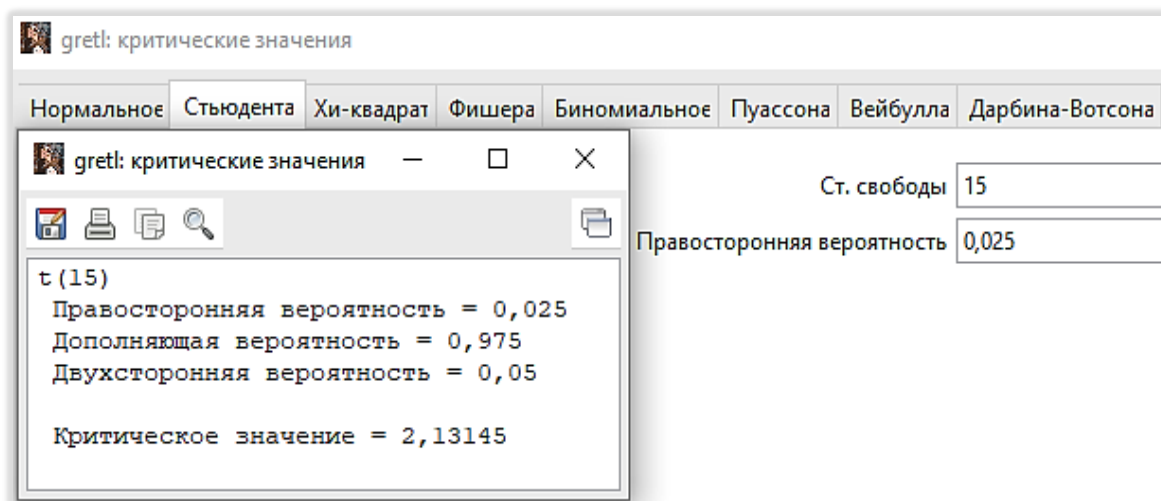 gretl: критические значения
Нормальное Стьюдента Хи-квадрат Фишера Биномиальное Пуассона Вейбулла Дарбина-Вотсона
gretl: критические значения
Ст. свободы 15
Правосторонняя вероятность 0,025
t(15)
Правосторонняя вероятность = 0,025
Дополняющая вероятность = 0,975
Двухсторонняя вероятность = 0,05
Критическое значение = 2,13145